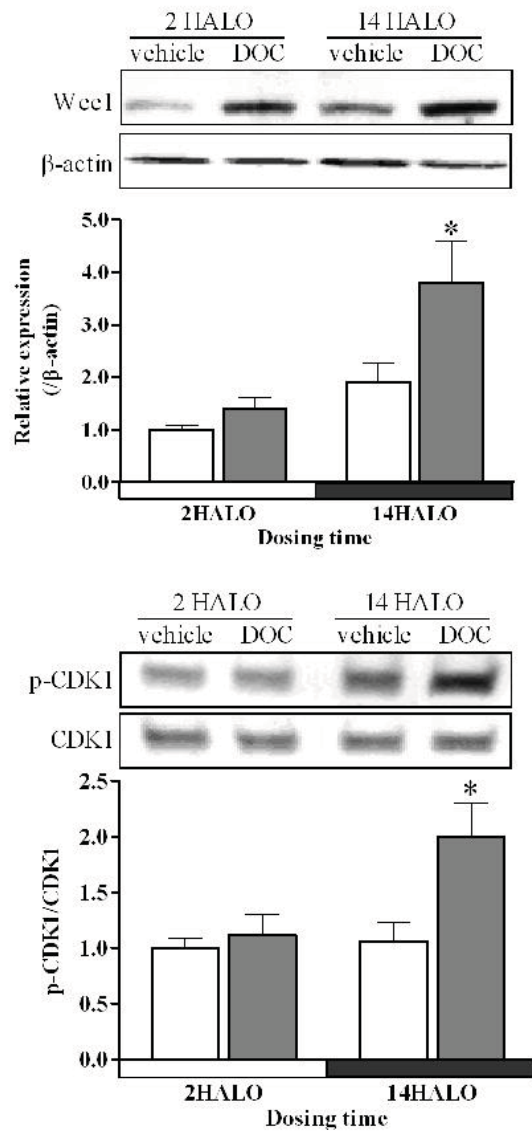 2 HALO 14 HALO
vehicle DOC vehicle DOC
Wee1
β-actin
Relative expression
(/β-actin)
5.0
4.0
3.0
2.0
1.0
0.0
*
2HALO 14HALO
Dosing time
2 HALO 14 HALO
vehicle DOC vehicle DOC
p-CDK1
CDK1
p-CDK1/CDK1
2.5
2.0
1.5
1.0
0.5
0.0
*
2HALO 14HALO
Dosing time